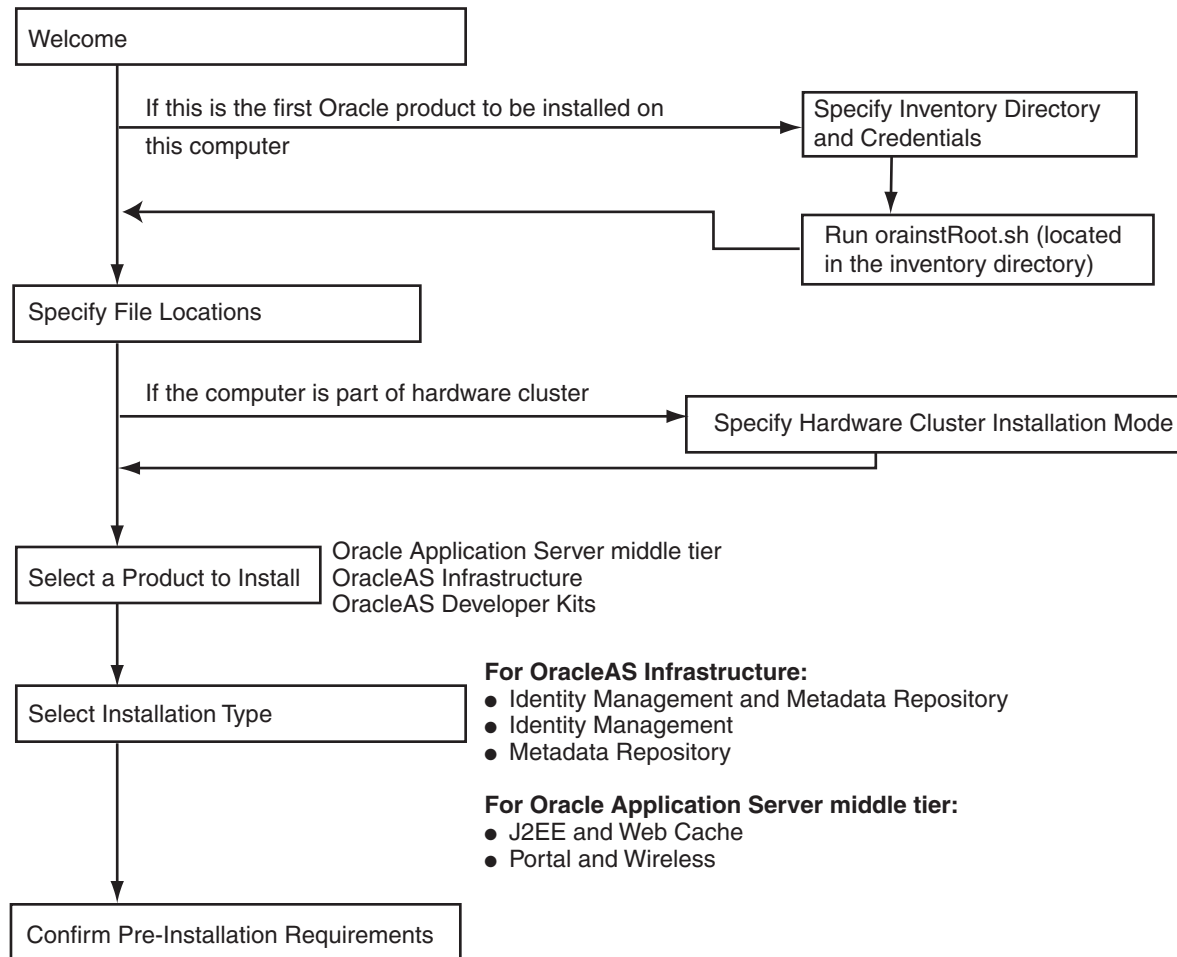 Welcome
If this is the first Oracle product to be installed on
this computer
Specify Inventory Directory
and Credentials
Run orainstRoot.sh (located
in the inventory directory)
Specify File Locations
If the computer is part of hardware cluster
Specify Hardware Cluster Installation Mode
Select a Product to Install
Oracle Application Server middle tier
OracleAS Infrastructure
OracleAS Developer Kits
Select Installation Type
For OracleAS Infrastructure:
● Identity Management and Metadata Repository
● Identity Management
● Metadata Repository
For Oracle Application Server middle tier:
● J2EE and Web Cache
● Portal and Wireless
Confirm Pre-Installation Requirements